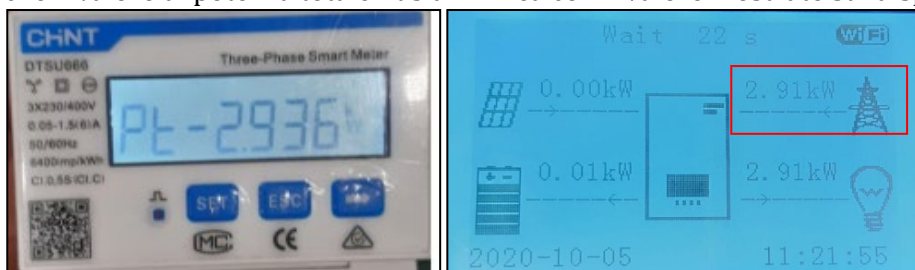 CHNT
DTSU666
Three-Phase Smart Meter
3X230/400V
0.05-1.5(6)A
50/60Hz
6400imp/kWh
Pt-2.936
SET
ESC
MC
CE
Wait 22 s
WiFi
0.00kW
2.91kW
0.01kW
2.91kW
2020-10-05
11:21:55